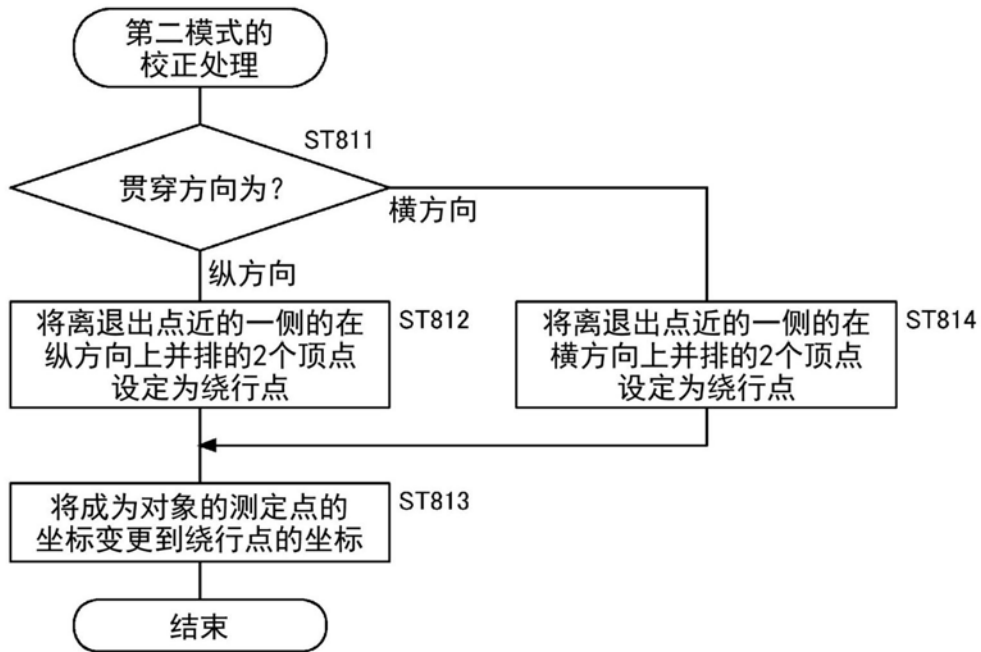 第二模式的
校正处理
ST811
贯穿方向为?
横方向
纵方向
将离退出点近的一侧的在
纵方向上并排的2个顶点
设定为绕行点
ST812
将离退出点近的一侧的在
横方向上并排的2个顶点
设定为绕行点
ST814
将成为对象的测定点的
坐标变更到绕行点的坐标
ST813
结束